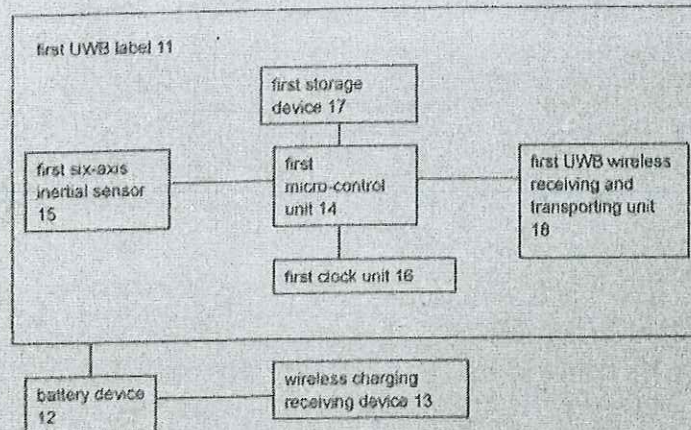 first UWB label 11
first storage
device 17
first six-axis
inertial sensor
15
first
micro-control
unit 14
first UWB wireless
receiving and
transporting unit
18
first clock unit 16
battery device
12
wireless charging
receiving device 13